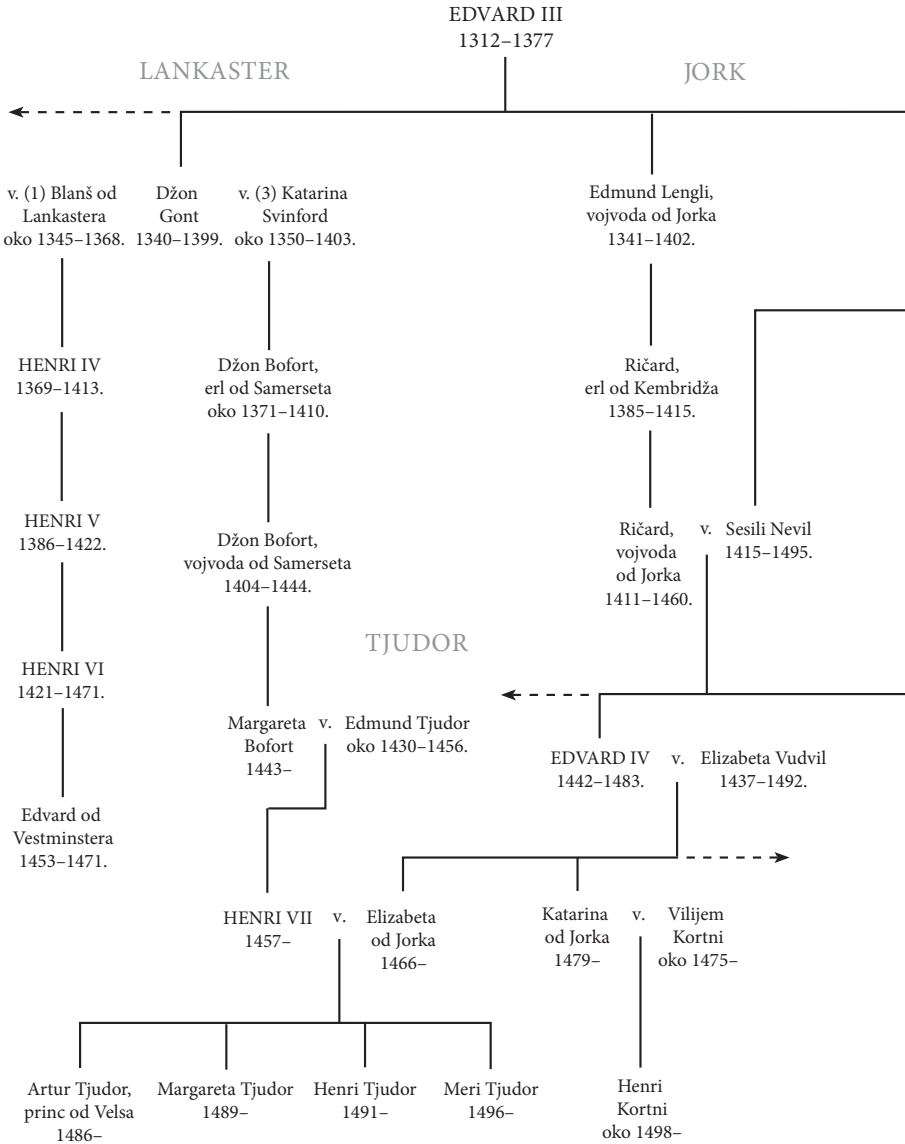 EDVARD III
1312–1377
LANKASTER
JORK
v. (1) Blanš od
Lankastera
oko 1345–1368.
Džon
Gont
1340–1399.
v. (3) Katarina
Svinford
oko 1350–1403.
Edmund Lengli,
vojvoda od Jorka
1341–1402.
HENRI IV
1369–1413.
Džon Bofort,
erl od Samerseta
oko 1371–1410.
Ričard,
erl od Kembridža
1385–1415.
HENRI V
1386–1422.
Džon Bofort,
vojvoda od Samerseta
1404–1444.
Ričard,
vojvoda
od Jorka
1411–1460.
v.
Sesili Nevil
1415–1495.
TJUDOR
HENRI VI
1421–1471.
Margareta
Bofort
1443–
v.
Edmund Tjudor
oko 1430–1456.
EDVARD IV
1442–1483.
v.
Elizabeta Vudvil
1437–1492.
Edvard od
Vestminstera
1453–1471.
HENRI VII
1457–
v.
Elizabeta
od Jorka
1466–
Katarina
od Jorka
1479–
v.
Vilijem
Kortni
oko 1475–
Artur Tjudor,
princ od Velsa
1486–
Margareta Tjudor
1489–
Henri Tjudor
1491–
Meri Tjudor
1496–
Henri
Kortni
oko 1498–